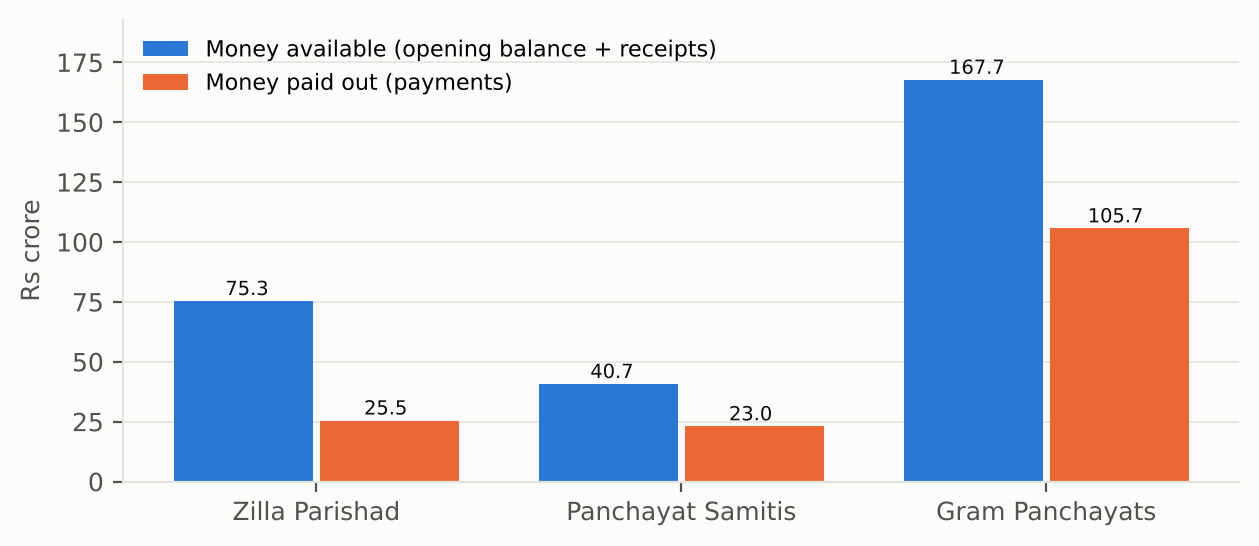 Money available (opening balance + receipts)
Money paid out (payments)
Rs crore
175
150
125
100
75
50
25
0
75.3
25.5
40.7
23.0
167.7
105.7
Zilla Parishad
Panchayat Samitis
Gram Panchayats